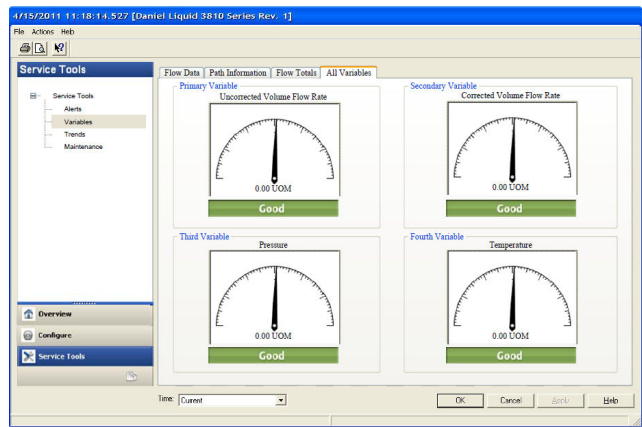 4/15/2011 11:18:14.527 [Daniel Liquid 3810 Series Rev. 1]
File Actions Help
Service Tools
Service Tools
Alerts
Variables
Trends
Maintenance
Overview
Configure
Service Tools
Flow Data Path Information Flow Totals All Variables
Primary Variable
Uncorrected Volume Flow Rate
0.00 UOM
Good
Secondary Variable
Corrected Volume Flow Rate
0.00 UOM
Good
Third Variable
Pressure
0.00 UOM
Good
Fourth Variable
Temperature
0.00 UOM
Good
Time: Current
OK Cancel Apply Help